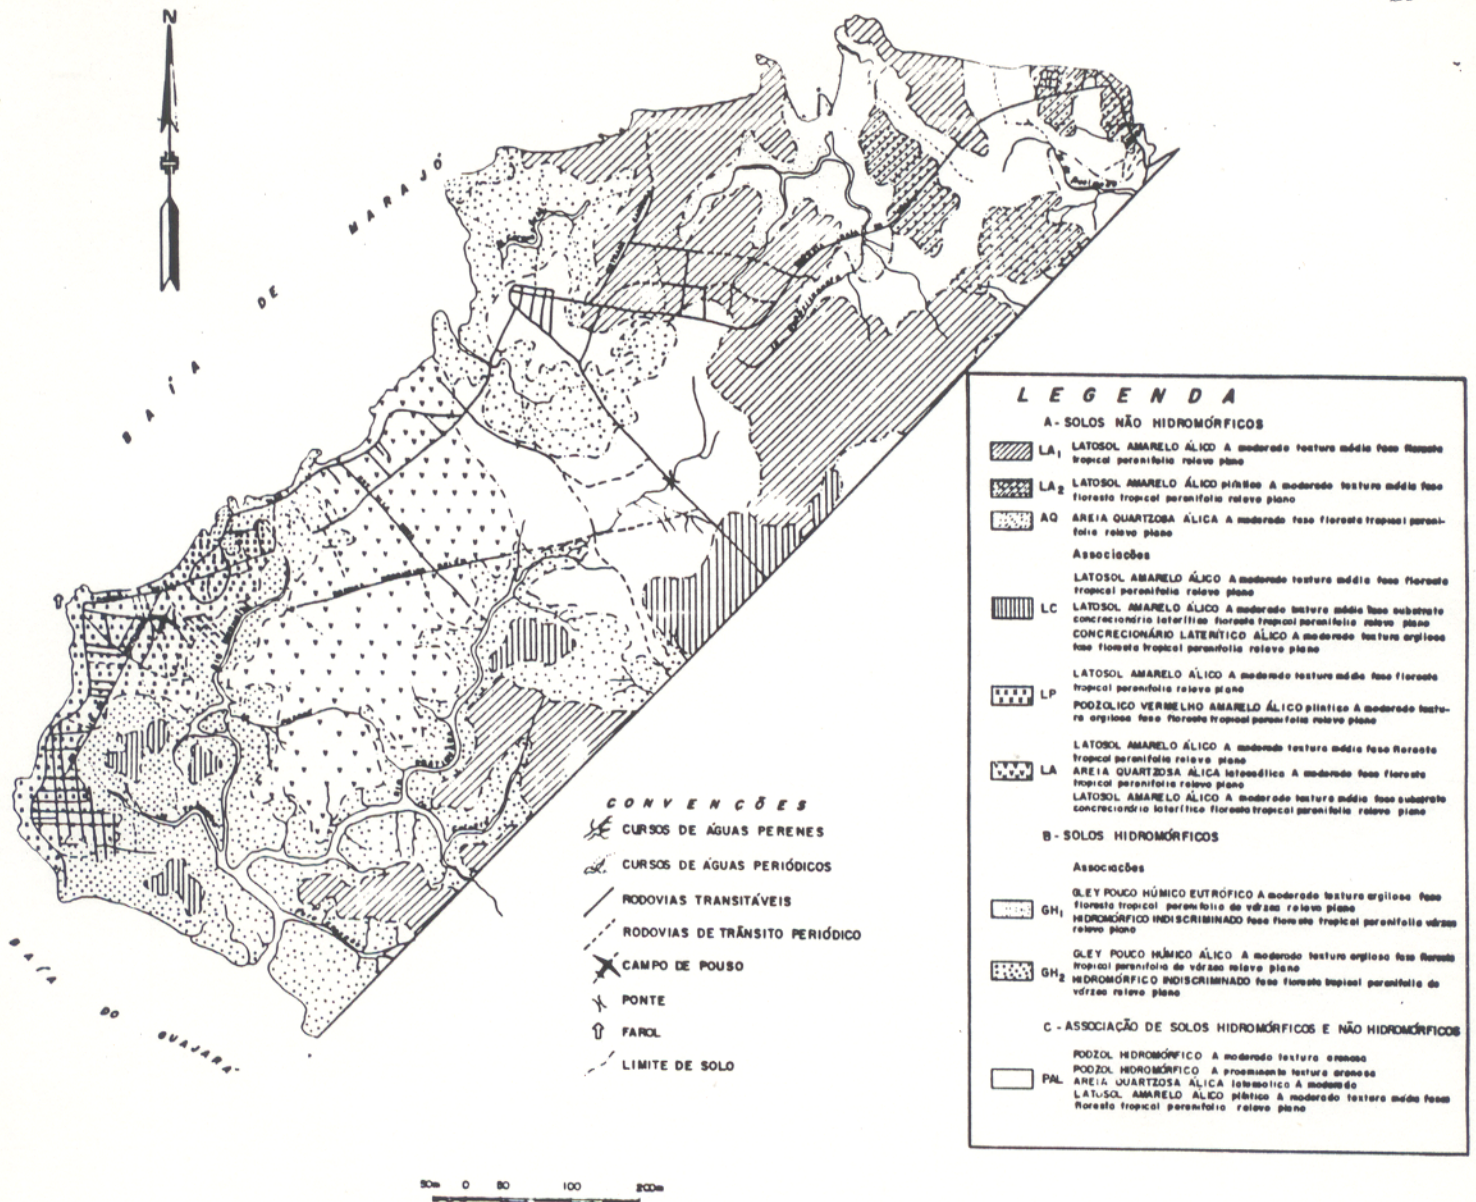 N
BAÍA DE MARAJÓ
BAÍA DO GUAJARÁ
LEGENDA
A - SOLOS NÃO HIDROMÓRFICOS
LA1 LATOSOL AMARELO ÁLICO A moderado textura média fase floresta
tropical perenifolia relevo plano
LA2 LATOSOL AMARELO ÁLICO plíntico A moderado textura média fase
floresta tropical perenifolia relevo plano
AQ AREIA QUARTZOSA ÁLICA A moderado fase floresta tropical pereni-
folia relevo plano
Associacões
LATOSOL AMARELO ÁLICO A moderado textura média fase floresta
tropical perenifolia relevo plano
LC LATOSOL AMARELO ÁLICO A moderado textura média fase substrato
concrecionário laterítico floresta tropical perenifolia relevo plano
CONCRECIONÁRIO LATERÍTICO ÁLICO A moderado textura argilosa
fase floresta tropical perenifolia relevo plano
LATOSOL AMARELO ÁLICO A moderado textura média fase floresta
tropical perenifolia relevo plano
LP
PODZOLICO VERMELHO AMARELO ÁLICO plíntico A moderado textu-
ra argilosa fase floresta tropical perenifolia relevo plano
LATOSOL AMARELO ÁLICO A moderado textura média fase floresta
tropical perenifolia relevo plano
LA AREIA QUARTZOSA ÁLICA latossólica A moderado fase floresta
tropical perenifolia relevo plano
LATOSOL AMARELO ÁLICO A moderado textura média fase substrato
concrecionário laterítico floresta tropical perenifolia relevo plano
B - SOLOS HIDROMÓRFICOS
Associações
GLEY POUCO HÚMICO EUTRÓFICO A moderado textura argilosa fase
GH1 floresta tropical perenifolia de várzea relevo plano
HIDROMÓRFICO INDISCRIMINADO fase floresta tropical perenifolia várzea
relevo plano
GLEY POUCO HÚMICO ÁLICO A moderado textura argilosa fase floresta
tropical perenifolia de várzea relevo plano
GH2 HIDROMÓRFICO INDISCRIMINADO fase floresta tropical perenifolia de
várzea relevo plano
C - ASSOCIAÇÃO DE SOLOS HIDROMÓRFICOS E NÃO HIDROMÓRFICOS
PODZOL HIDROMÓRFICO A moderado textura arenosa
PODZOL HIDROMÓRFICO A proeminente textura arenosa
PAL AREIA QUARTZOSA ÁLICA latossolica A moderado
LATOSOL AMARELO ÁLICO plíntico A moderado textura média fases
floresta tropical perenifolia relevo plano
CONVENÇÕES
CURSOS DE ÁGUAS PERENES
CURSOS DE ÁGUAS PERIÓDICOS
RODOVIAS TRANSITÁVEIS
RODOVIAS DE TRÂNSITO PERIÓDICO
CAMPO DE POUSO
PONTE
FAROL
LIMITE DE SOLO
50m 0 50 100 200m